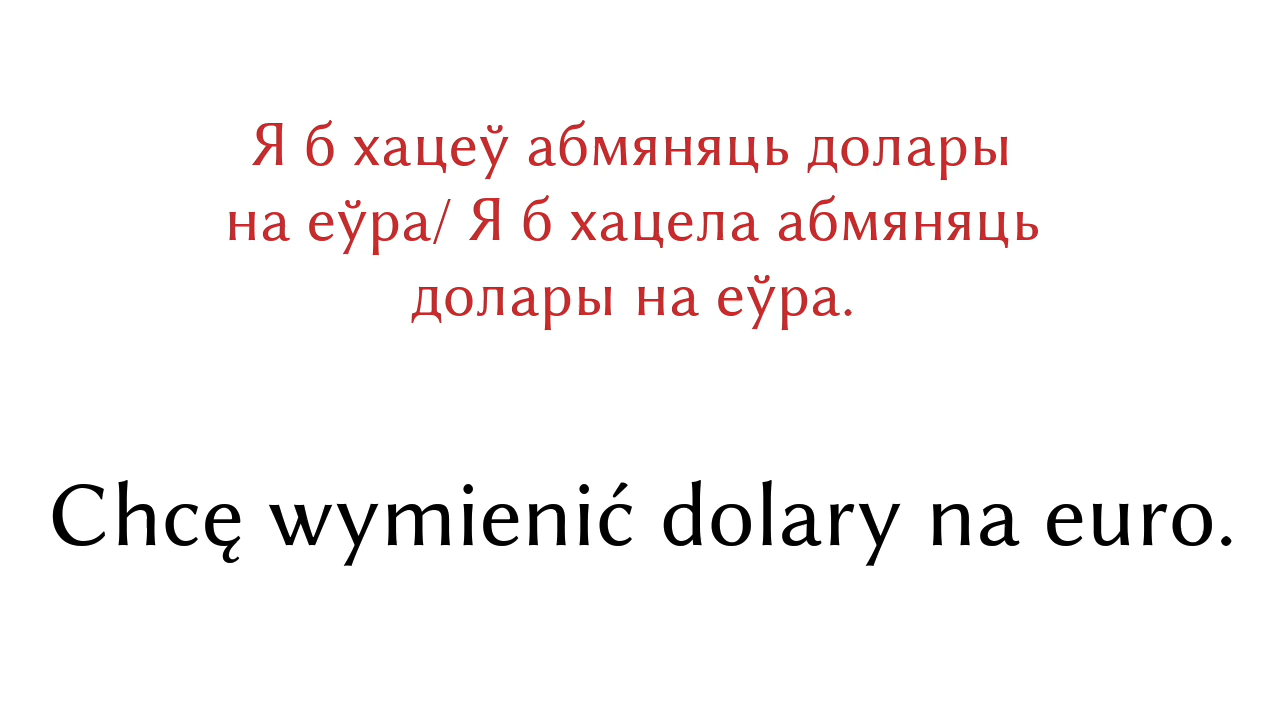 Я б хацеў абмяняць долары
на еўра/ Я б хацела абмяняць
долары на еўра.
Chcę wymienić dolary na euro.